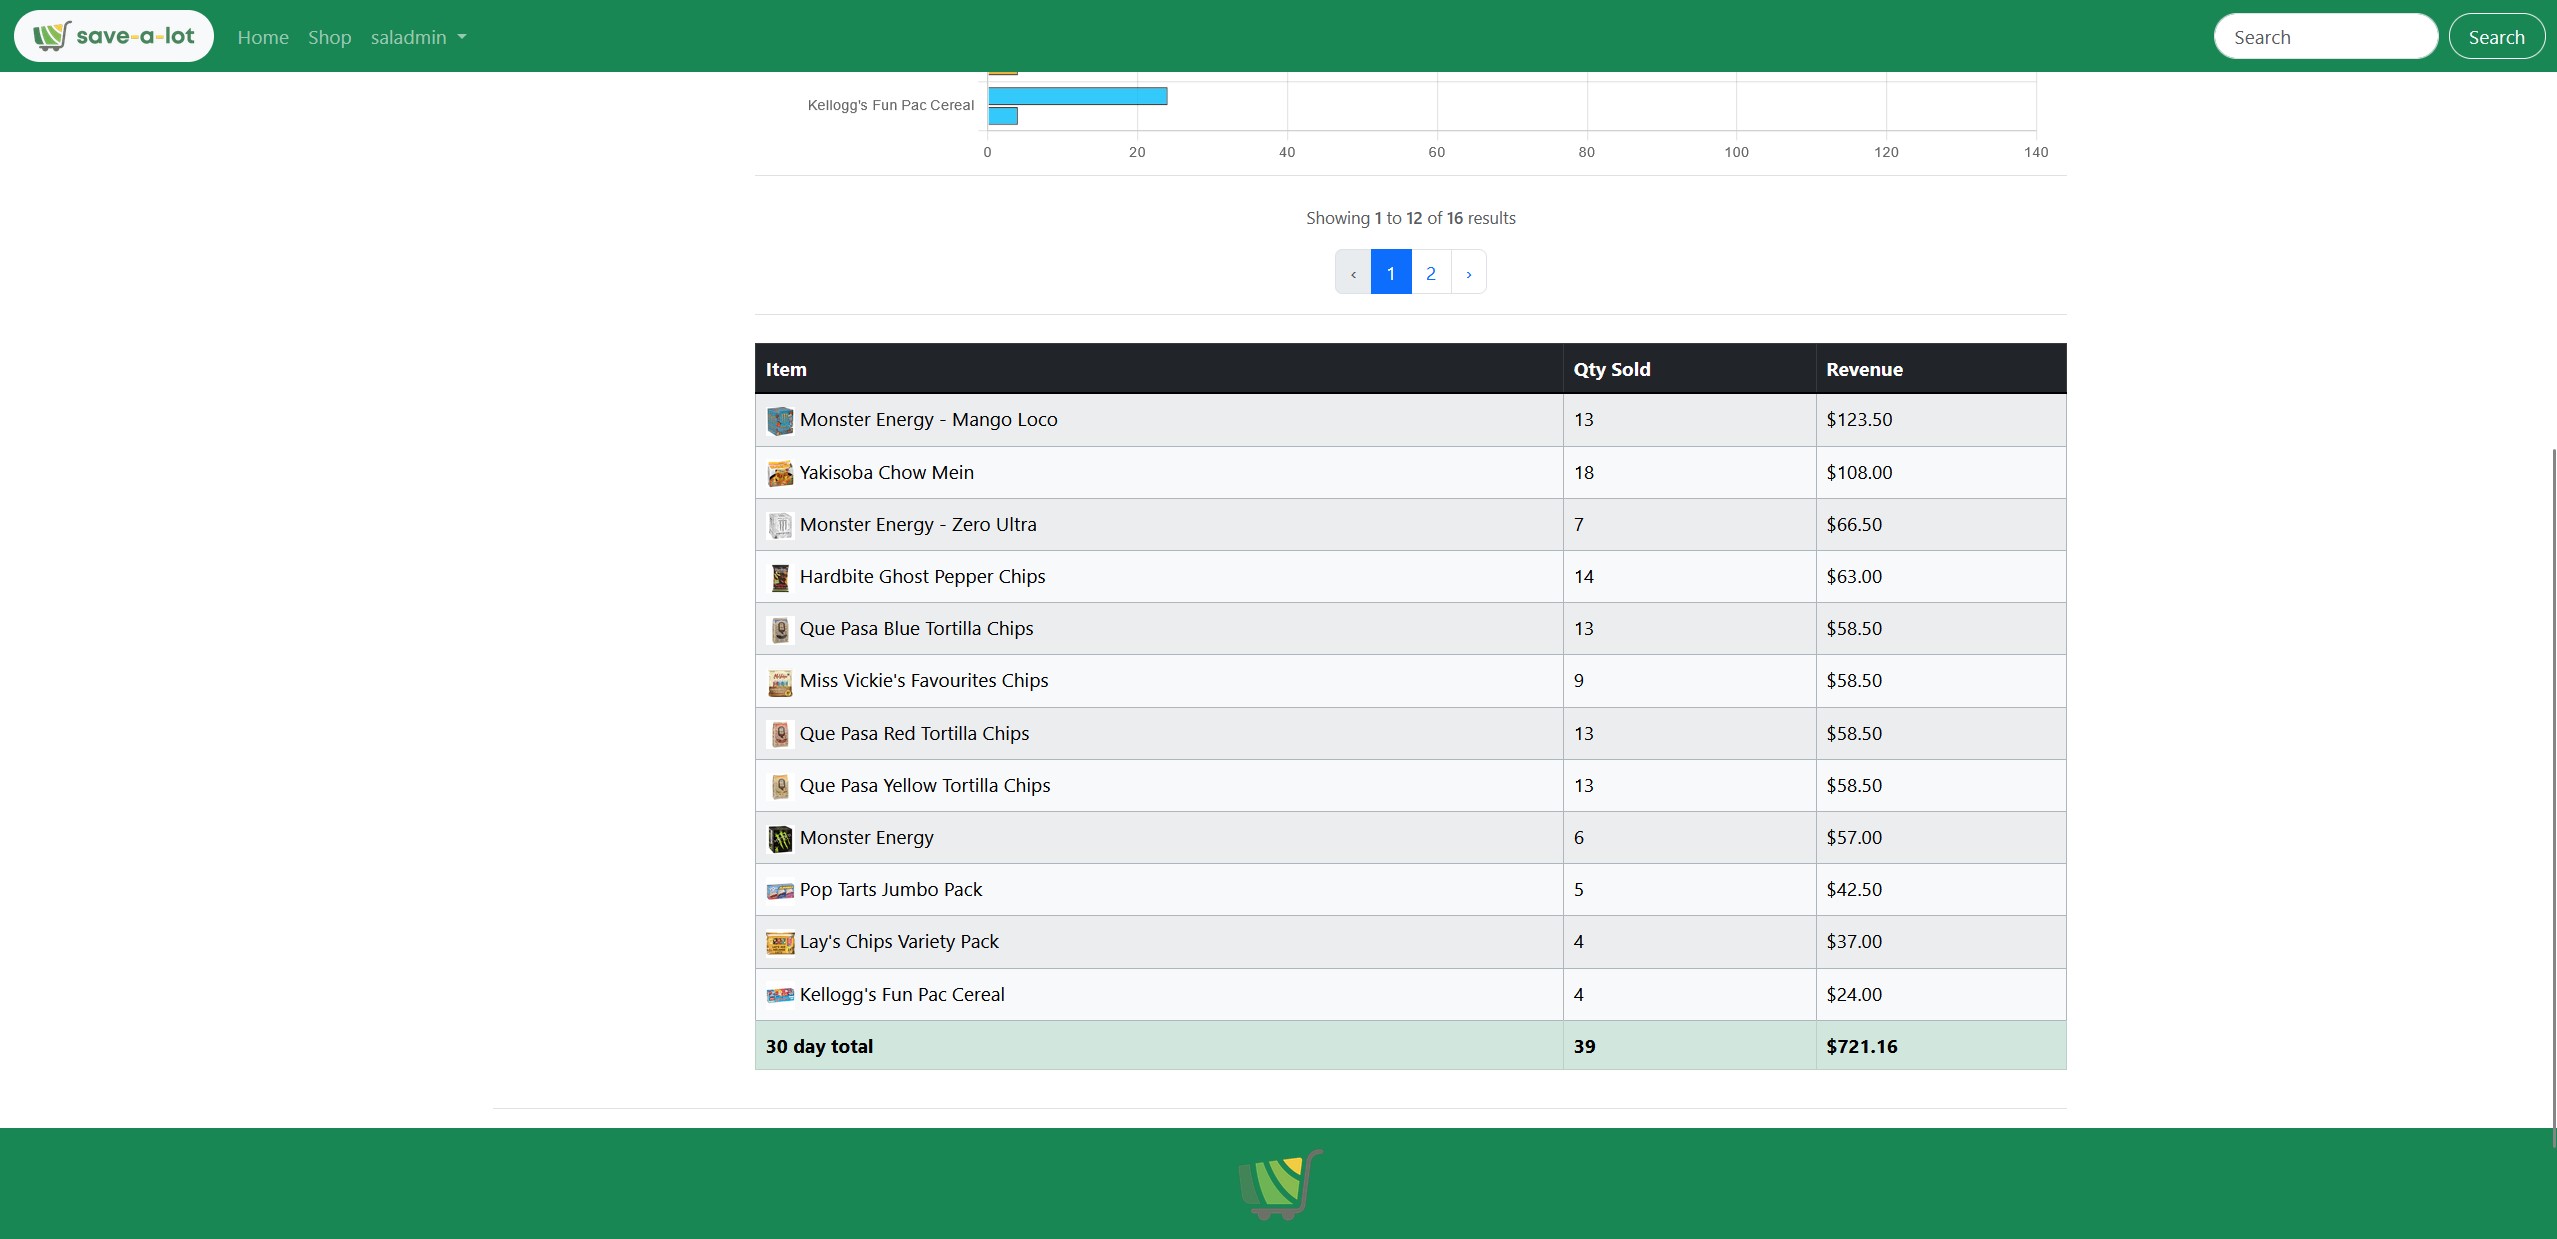 save-a-lot Home Shop saladmin Search Search
Kellogg's Fun Pac Cereal
0 20 40 60 80 100 120 140
Showing 1 to 12 of 16 results
‹ 1 2 ›
Item Qty Sold Revenue
Monster Energy - Mango Loco 13 $123.50
Yakisoba Chow Mein 18 $108.00
Monster Energy - Zero Ultra 7 $66.50
Hardbite Ghost Pepper Chips 14 $63.00
Que Pasa Blue Tortilla Chips 13 $58.50
Miss Vickie's Favourites Chips 9 $58.50
Que Pasa Red Tortilla Chips 13 $58.50
Que Pasa Yellow Tortilla Chips 13 $58.50
Monster Energy 6 $57.00
Pop Tarts Jumbo Pack 5 $42.50
Lay's Chips Variety Pack 4 $37.00
Kellogg's Fun Pac Cereal 4 $24.00
30 day total 39 $721.16